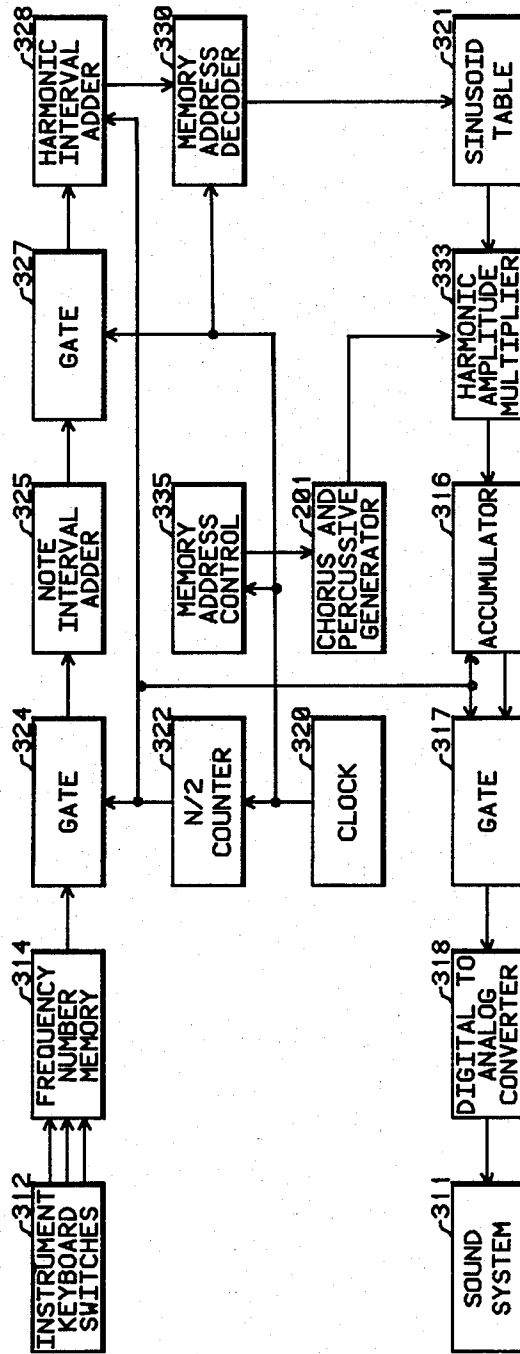 312
INSTRUMENT
KEYBOARD
SWITCHES
314
FREQUENCY
NUMBER
MEMORY
324
GATE
325
NOTE
INTERVAL
ADDER
327
GATE
328
HARMONIC
INTERVAL
ADDER
322
N/2
COUNTER
335
MEMORY
ADDRESS
CONTROL
330
MEMORY
ADDRESS
DECODER
320
CLOCK
201
CHORUS AND
PERCUSSIVE
GENERATOR
311
SOUND
SYSTEM
318
DIGITAL TO
ANALOG
CONVERTER
317
GATE
316
ACCUMULATOR
333
HARMONIC
AMPLITUDE
MULTIPLIER
321
SINUSOID
TABLE